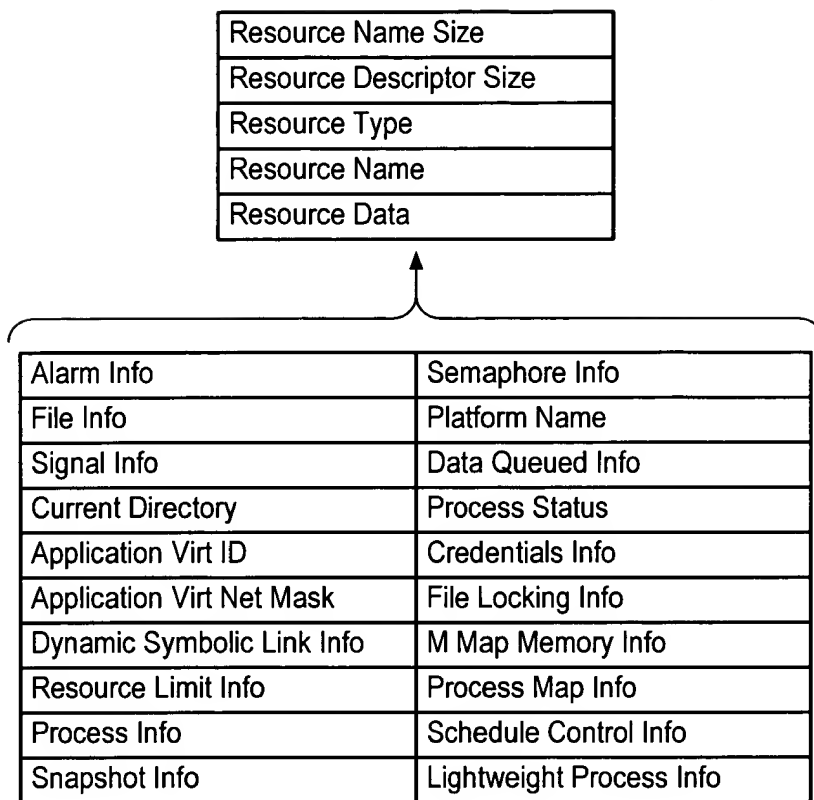 Resource Name Size
Resource Descriptor Size
Resource Type
Resource Name
Resource Data
Alarm Info Semaphore Info
File Info Platform Name
Signal Info Data Queued Info
Current Directory Process Status
Application Virt ID Credentials Info
Application Virt Net Mask File Locking Info
Dynamic Symbolic Link Info M Map Memory Info
Resource Limit Info Process Map Info
Process Info Schedule Control Info
Snapshot Info Lightweight Process Info